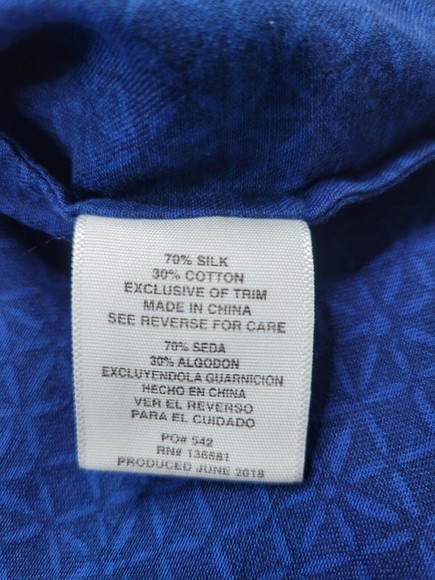 70% SILK
30% COTTON
EXCLUSIVE OF TRIM
MADE IN CHINA
SEE REVERSE FOR CARE
70% SEDA
30% ALGODON
EXCLUYENDOLA GUARNICION
HECHO EN CHINA
VER EL REVERSO
PARA EL CUIDADO
PO# 542
RN# 136581
PRODUCED JUNE 2018